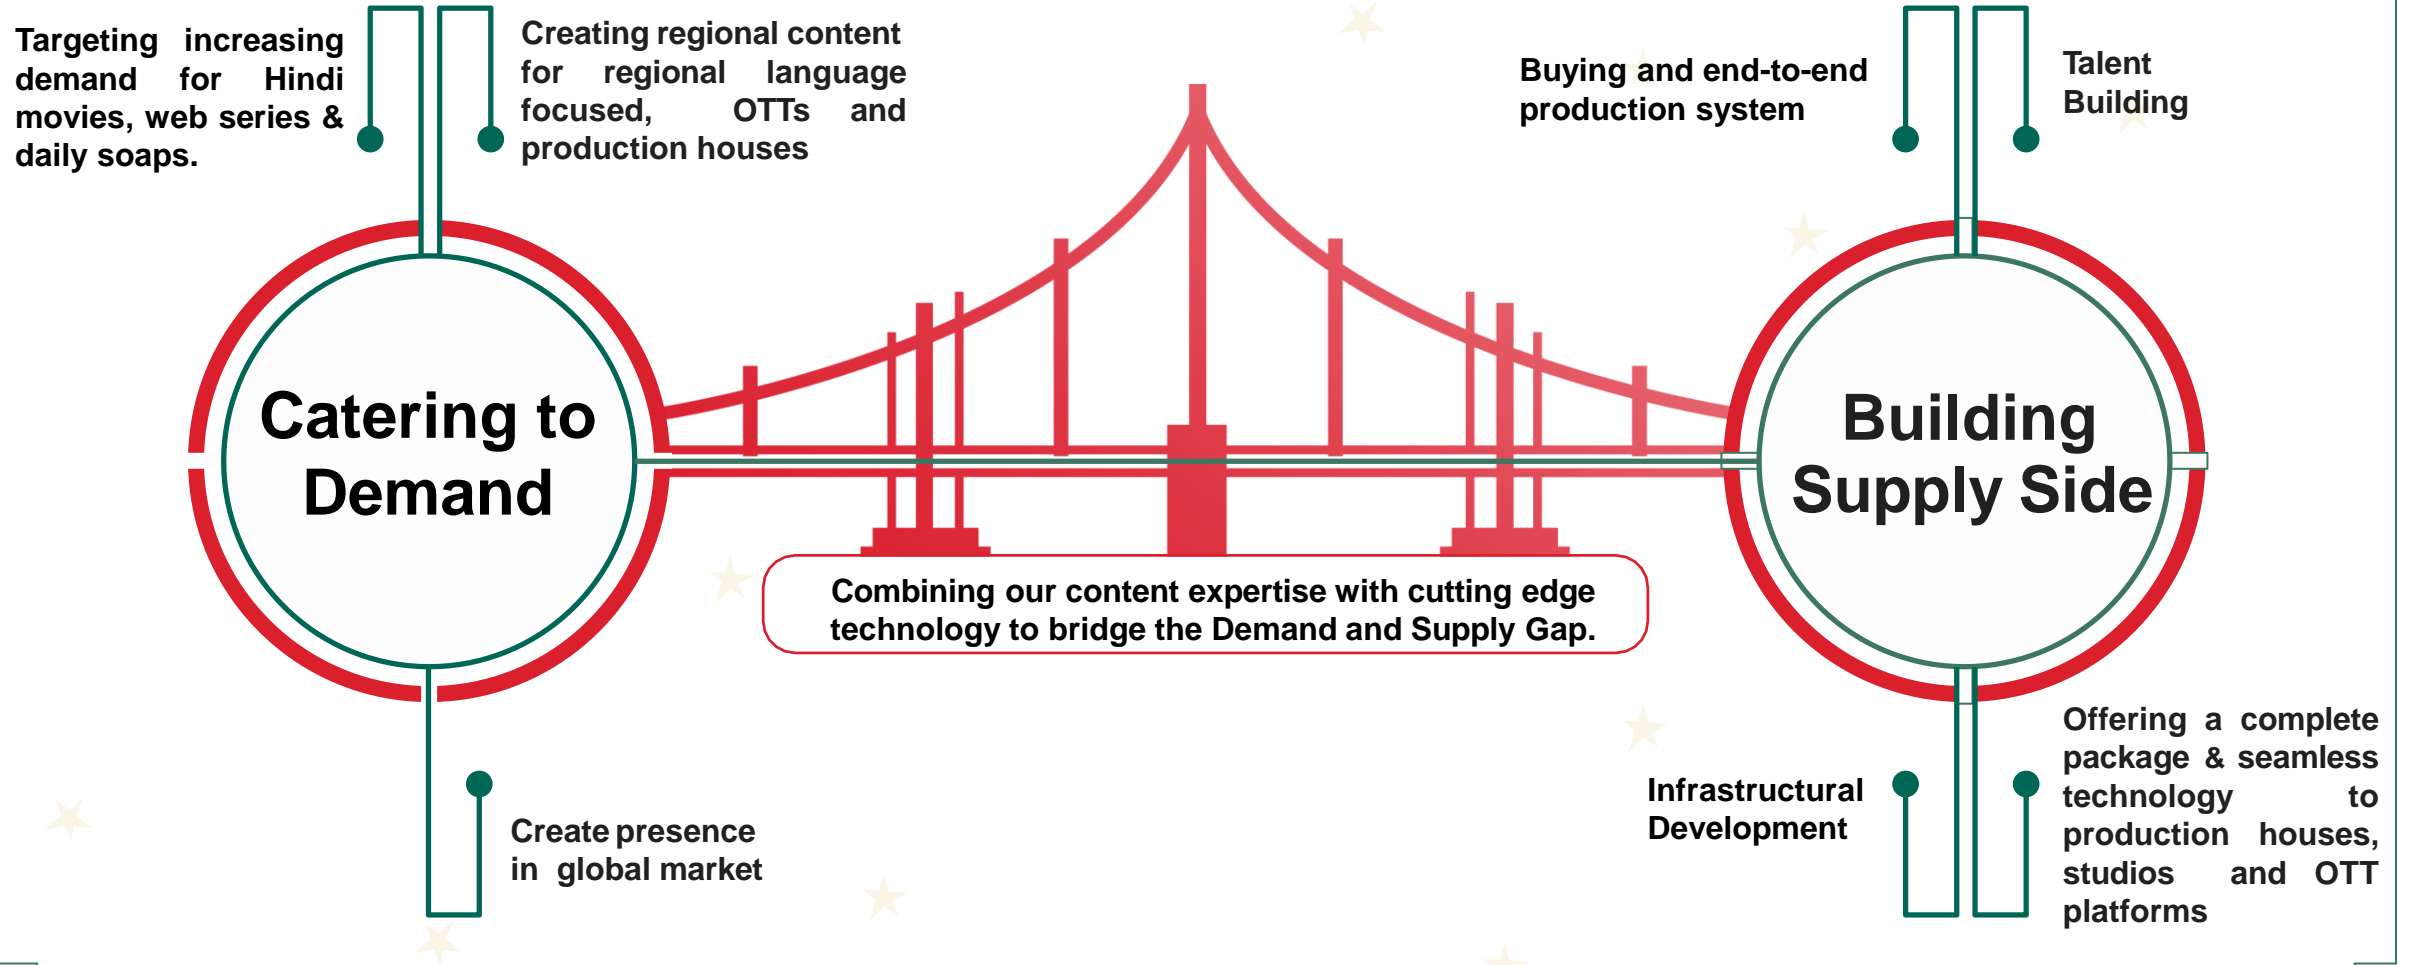 Targeting increasing
demand for Hindi
movies, web series &
daily soaps.
Creating regional content
for regional language
focused, OTTs and
production houses
Buying and end-to-end
production system
Talent
Building
Catering to
Demand
Building
Supply Side
Combining our content expertise with cutting edge
technology to bridge the Demand and Supply Gap.
Create presence
in global market
Infrastructural
Development
Offering a complete
package & seamless
technology to
production houses,
studios and OTT
platforms